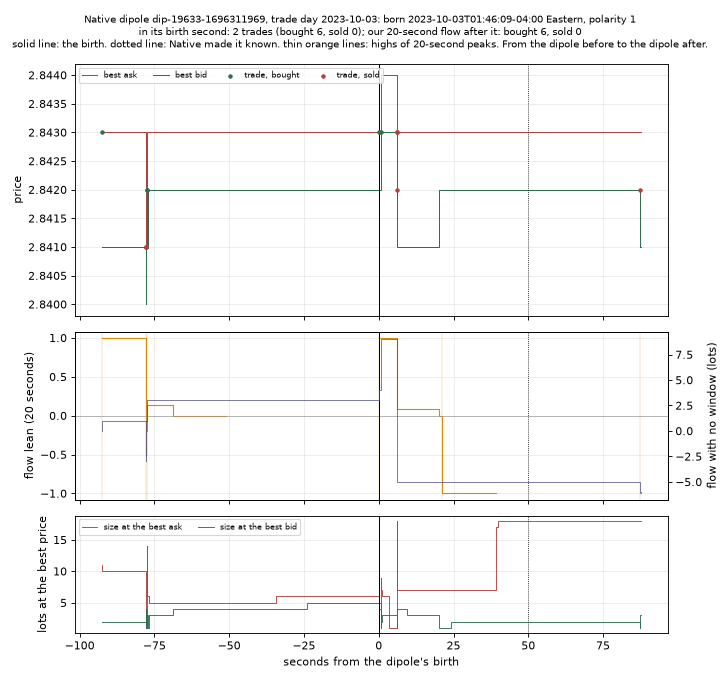 Native dipole dip-19633-1696311969, trade day 2023-10-03: born 2023-10-03T01:46:09-04:00 Eastern, polarity 1
in its birth second: 2 trades (bought 6, sold 0); our 20-second flow after it: bought 6, sold 0
solid line: the birth. dotted line: Native made it known. thin orange lines: highs of 20-second peaks. From the dipole before to the dipole after.
best ask best bid trade, bought trade, sold
2.8440
2.8435
2.8430
2.8425
2.8420
2.8415
2.8410
2.8405
2.8400
price
1.0
0.5
0.0
−0.5
−1.0
flow lean (20 seconds)
7.5
5.0
2.5
0.0
−2.5
−5.0
flow with no window (lots)
size at the best ask size at the best bid
15
10
5
lots at the best price
−100 −75 −50 −25 0 25 50 75
seconds from the dipole's birth